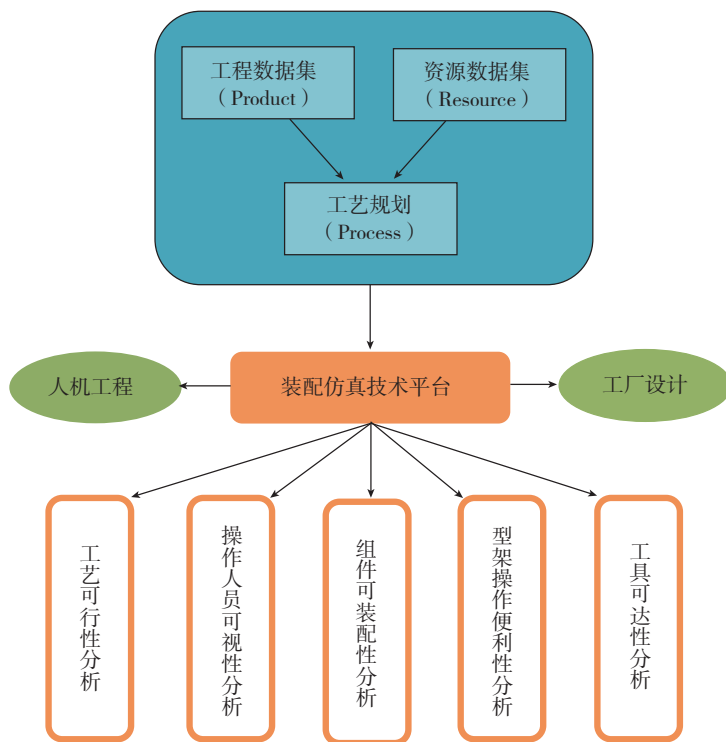 工程数据集
（Product）
资源数据集
（Resource）
工艺规划
（Process）
人机工程
装配仿真技术平台
工厂设计
工艺可行性分析
操作人员可视性分析
组件可装配性分析
型架操作便利性分析
工具可达性分析